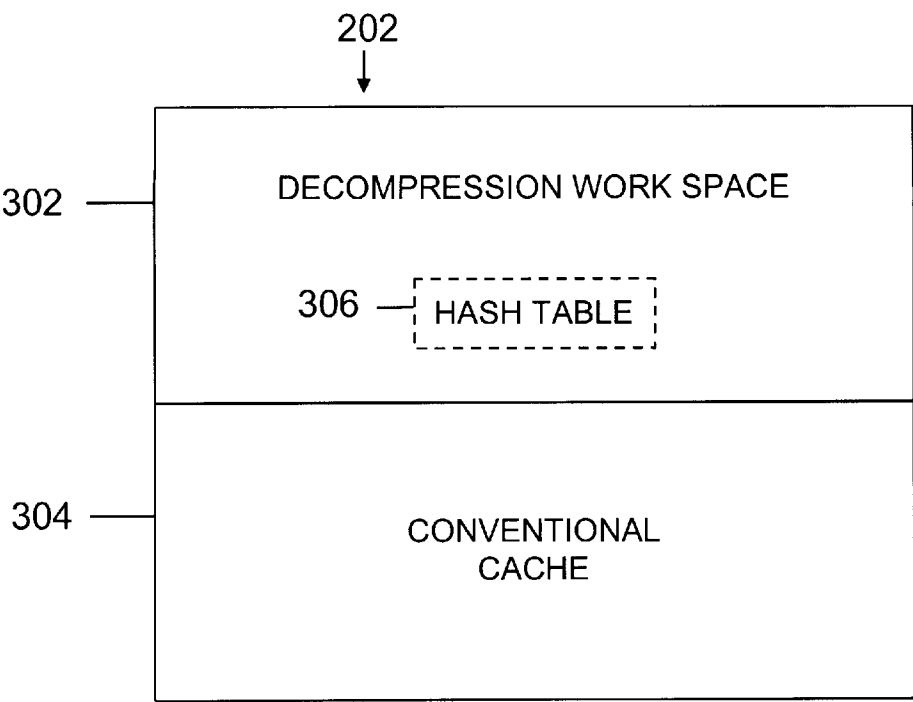 202
302
DECOMPRESSION WORK SPACE
306
HASH TABLE
304
CONVENTIONAL
CACHE